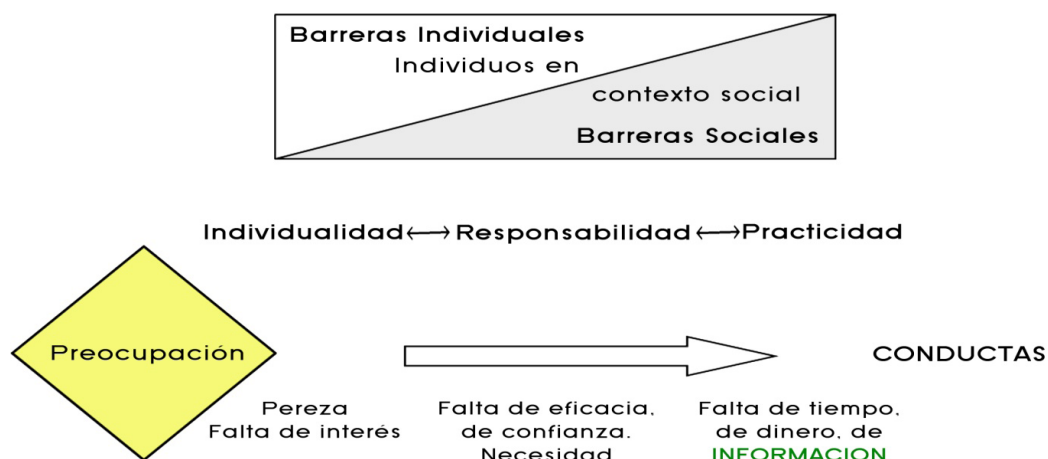 Barreras Individuales
Individuos en
contexto social
Barreras Sociales
Individualidad ↔ Responsabilidad ↔ Practicidad
Preocupación
CONDUCTAS
Pereza
Falta de interés
Falta de eficacia,
de confianza.
Necesidad
Falta de tiempo,
de dinero, de
INFORMACION